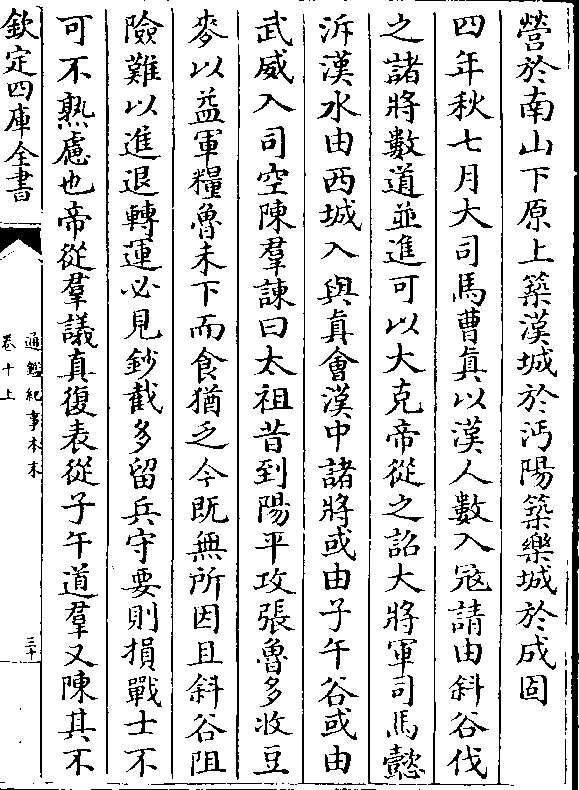 營於南山下原上築漢城於沔陽築樂城於成固
四年秋七月大司馬曹真以漢人數入寇請由斜谷伐
之諸將數道並進可以大克帝從之詔大將軍司馬懿
泝漢水由西城入與真會漢中諸將或由子午谷或由
武威入司空陳羣諫曰太祖昔到陽平攻張魯多收豆
麥以益軍糧魯未下而食猶乏今既無所因且斜谷阻
險難以進退轉運必見鈔截多留兵守要則損戰士不
可不熟慮也帝從羣議真復表從子午道羣又陳其不
欽定四庫全書
通鑑紀事本末
卷十上
三十